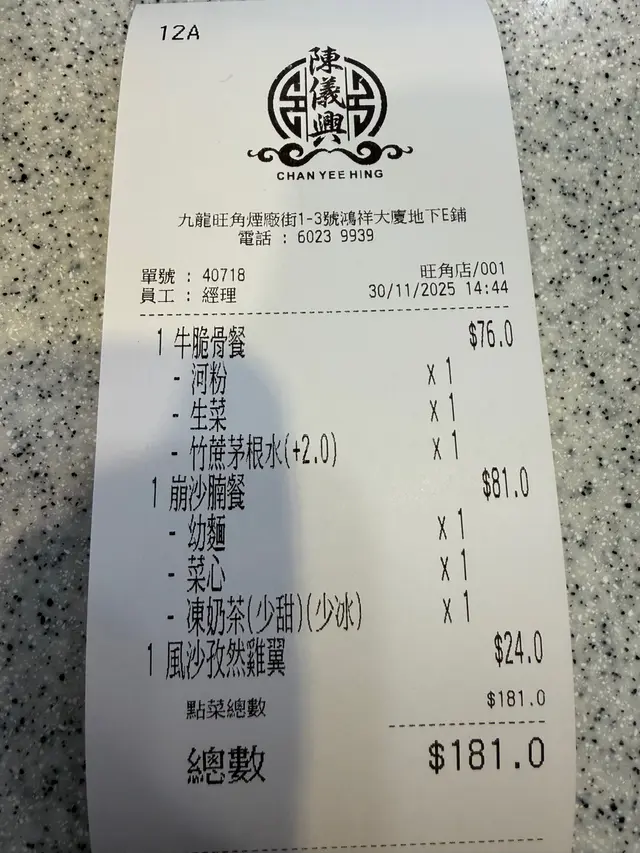 12A
陳儀興
CHAN YEE HING
九龍旺角煙廠街1-3號鴻祥大廈地下E鋪
電話 : 6023 9939
單號 : 40718 旺角店/001
員工 : 經理 30/11/2025 14:44
1 牛脆骨餐 $76.0
- 河粉 x 1
- 生菜 x 1
- 竹蔗茅根水(+2.0) x 1
1 崩沙腩餐 $81.0
- 幼麵 x 1
- 菜心 x 1
- 凍奶茶(少甜)(少冰) x 1
1 風沙孜然雞翼 $24.0
點菜總數 $181.0
總數 $181.0